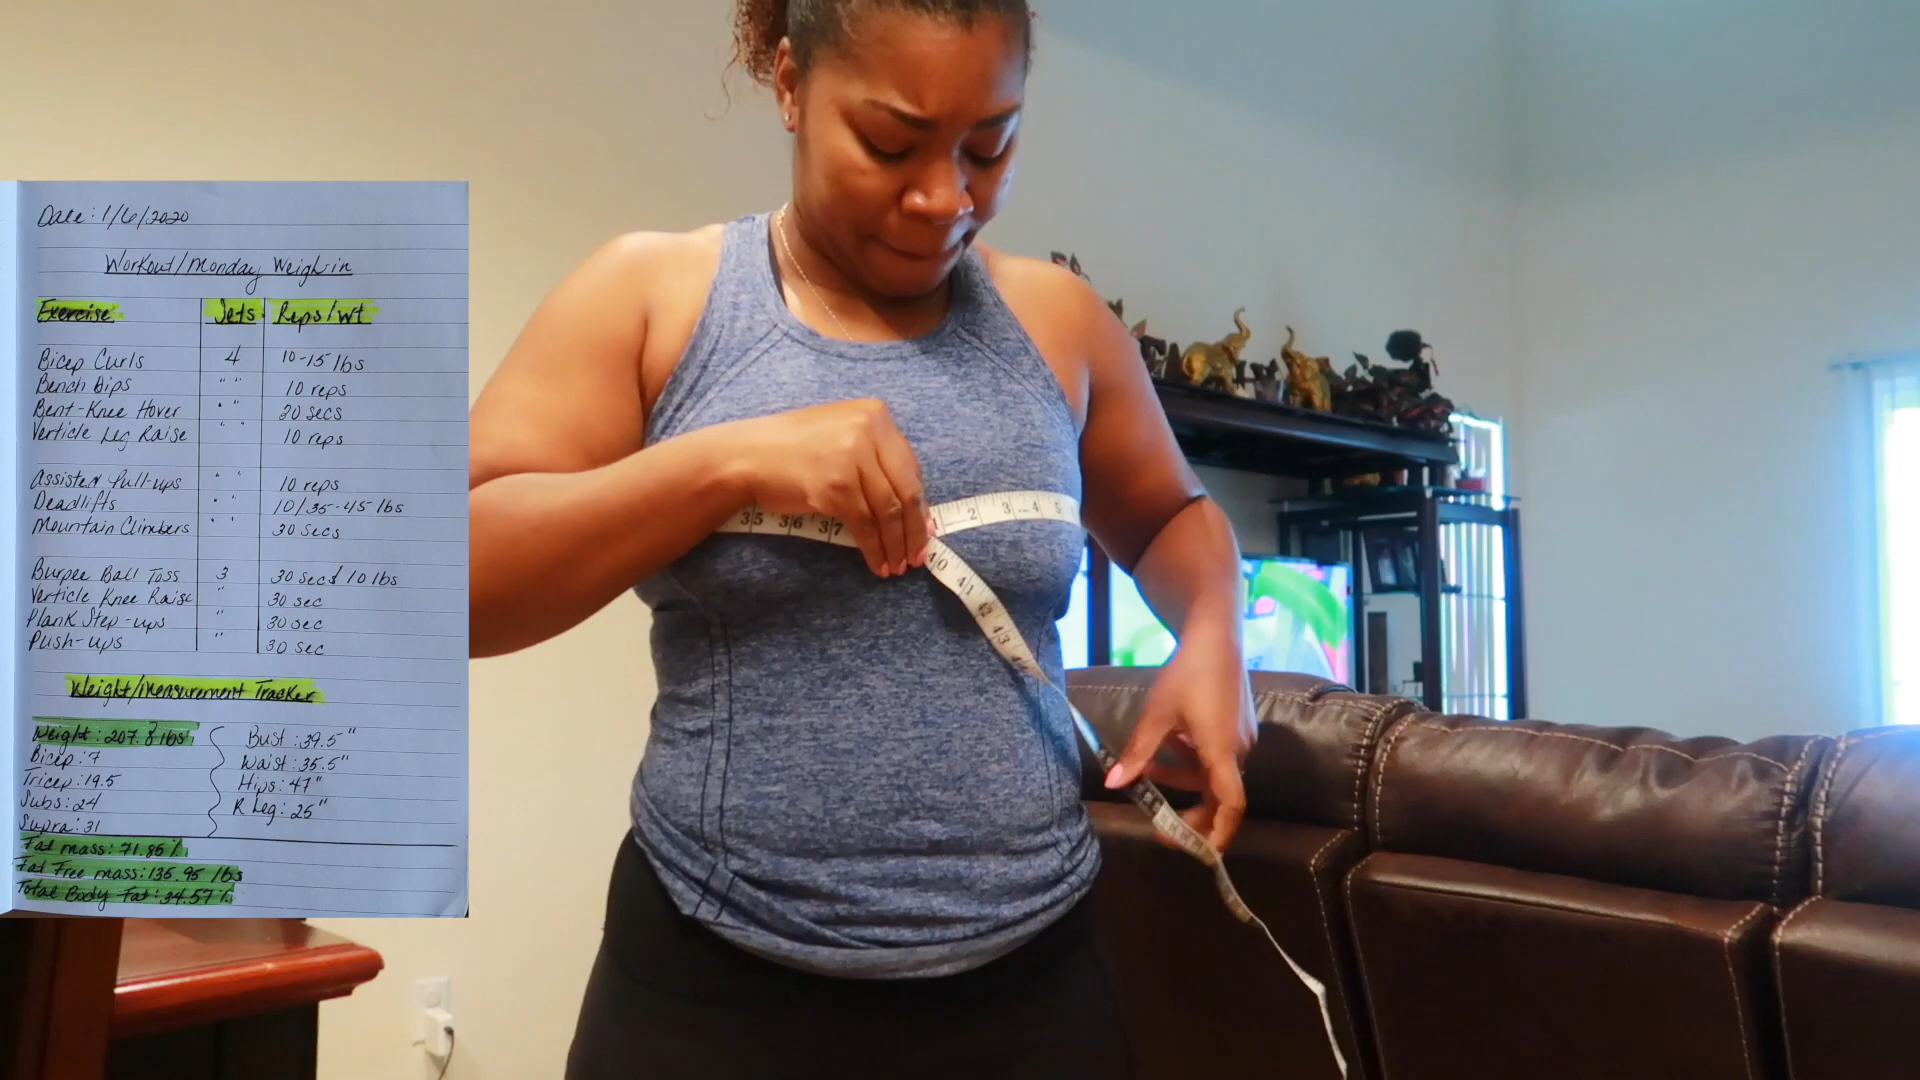 Date: 1/6/2020
Workout/Monday Weigh-in
Exercise Sets Reps/wt
Bicep Curls 4 10-15 lbs
Bench Dips " " 10 reps
Bent-Knee Hover " " 20 secs
Verticle Leg Raise " " 10 reps
Assisted Pull-ups " " 10 reps
Deadlifts " " 10/35-45 lbs
Mountain Climbers " " 30 secs
Burpee Ball Toss 3 30 secs/10 lbs
Verticle Knee Raise " 30 sec
Plank Step-ups " 30 sec
Push-ups " 30 sec
Weight/Measurement Tracker
Weight: 207.8 lbs Bust: 39.5"
Bicep: 7 Waist: 35.5"
Tricep: 19.5 Hips: 47"
Subs: 24 R Leg: 25"
Supra: 31
Fat mass: 71.86%
Fat Free mass: 135.95 lbs
Total Body Fat: 34.57%
35 36 37 1 2 3 4 5
40 41 42 43